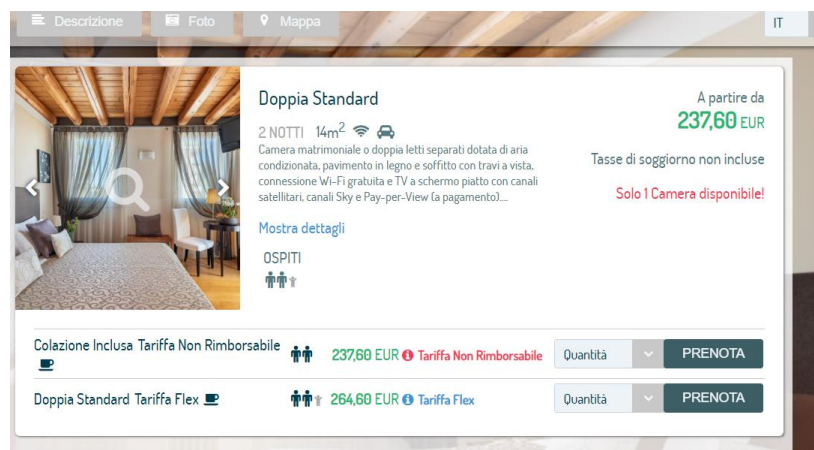 Descrizione
Foto
Mappa
IT
Doppia Standard
A partire da
237,60 EUR
2 NOTTI 14m²
Camera matrimoniale o doppia letti separati dotata di aria
condizionata, pavimento in legno e soffitto con travi a vista,
connessione Wi-Fi gratuita e TV a schermo piatto con canali
satellitari, canali Sky e Pay-per-View (a pagamento)....
Tasse di soggiorno non incluse
Solo 1 Camera disponibile!
Mostra dettagli
OSPITI
Colazione Inclusa Tariffa Non Rimborsabile
237,60 EUR Tariffa Non Rimborsabile
Quantità
PRENOTA
Doppia Standard Tariffa Flex
264,60 EUR Tariffa Flex
Quantità
PRENOTA